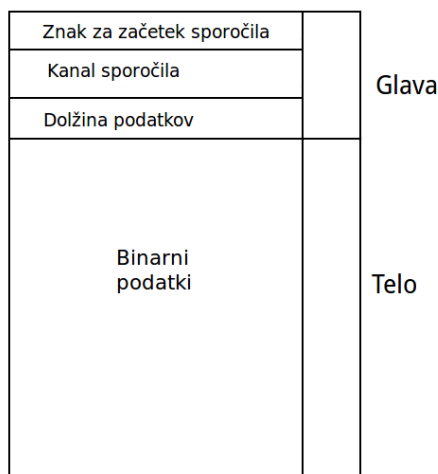 Znak za začetek sporočila
Kanal sporočila
Glava
Dolžina podatkov
Binarni
podatki
Telo